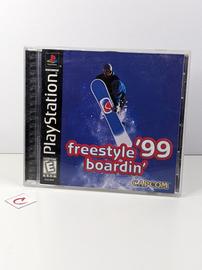 PlayStation
freestyle '99
boardin'
E
CAPCOM
C